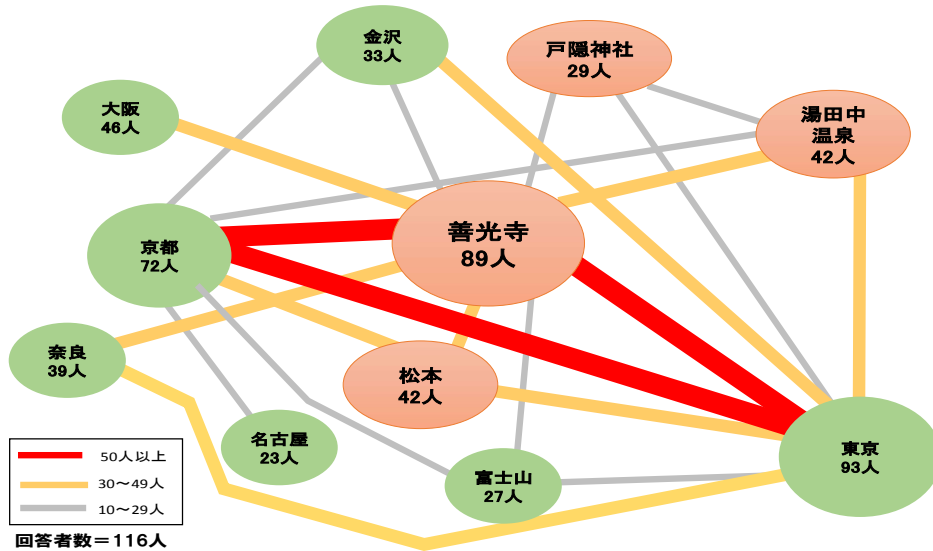 金沢
33人
戸隠神社
29人
大阪
46人
湯田中
温泉
42人
善光寺
89人
京都
72人
奈良
39人
松本
42人
名古屋
23人
富士山
27人
東京
93人
50人以上
30～49人
10～29人
回答者数＝116人